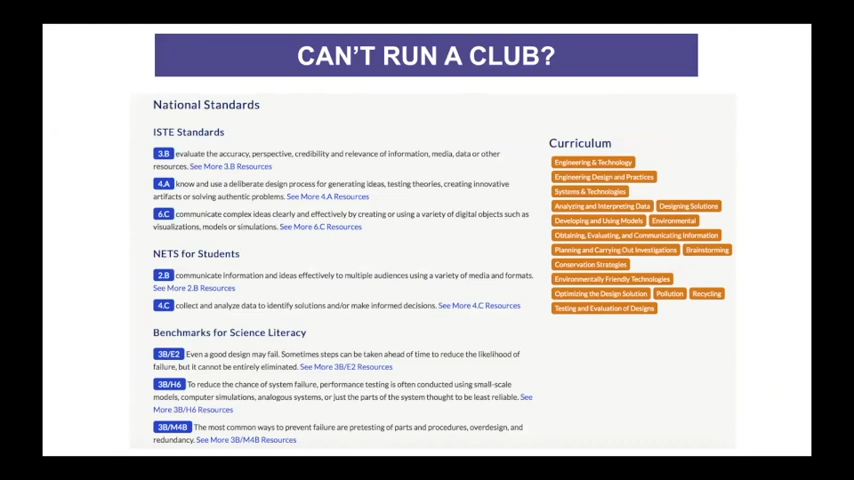 CAN'T RUN A CLUB?
National Standards
ISTE Standards
3.B evaluate the accuracy, perspective, credibility and relevance of information, media, data or other
resources. See More 3.B Resources
4.A know and use a deliberate design process for generating ideas, testing theories, creating innovative
artifacts or solving authentic problems. See More 4.A Resources
6.C communicate complex ideas clearly and effectively by creating or using a variety of digital objects such as
visualizations, models or simulations. See More 6.C Resources
NETS for Students
2.B communicate information and ideas effectively to multiple audiences using a variety of media and formats.
See More 2.B Resources
4.C collect and analyze data to identify solutions and/or make informed decisions. See More 4.C Resources
Benchmarks for Science Literacy
3B/E2 Even a good design may fail. Sometimes steps can be taken ahead of time to reduce the likelihood of
failure, but it cannot be entirely eliminated. See More 3B/E2 Resources
3B/H6 To reduce the chance of system failure, performance testing is often conducted using small-scale
models, computer simulations, analogous systems, or just the parts of the system thought to be least reliable. See
More 3B/H6 Resources
3B/M4B The most common ways to prevent failure are pretesting of parts and procedures, overdesign, and
redundancy. See More 3B/M4B Resources
Curriculum
Engineering & Technology
Engineering Design and Practices
Systems & Technologies
Analyzing and Interpreting Data Designing Solutions
Developing and Using Models Environmental
Obtaining, Evaluating, and Communicating Information
Planning and Carrying Out Investigations Brainstorming
Conservation Strategies
Environmentally Friendly Technologies
Optimizing the Design Solution Pollution Recycling
Testing and Evaluation of Designs